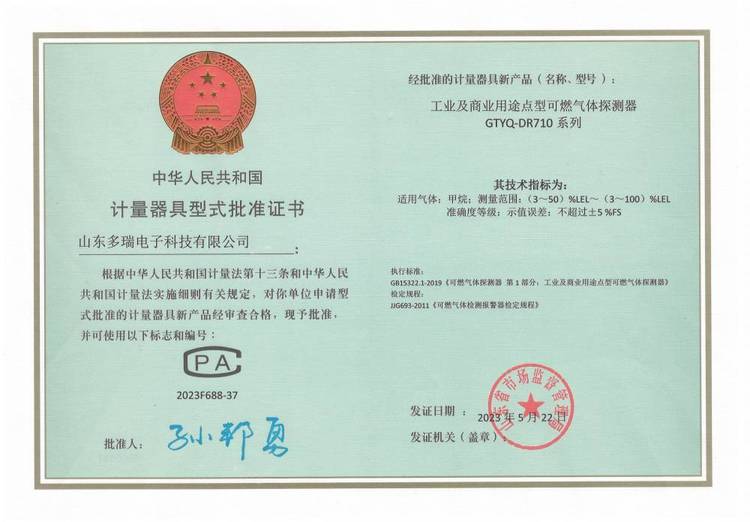 中华人民共和国
计量器具型式批准证书
山东多瑞电子科技有限公司:
根据中华人民共和国计量法第十三条和中华人民
共和国计量法实施细则有关规定，对你单位申请型
式批准的计量器具新产品经审查合格，现予批准，
并可使用以下标志和编号：
CPA
2023F688-37
批准人：
经批准的计量器具新产品（名称、型号）：
工业及商业用途点型可燃气体探测器
GTYQ-DR710 系列
其技术指标为:
适用气体：甲烷；测量范围：（3～50）%LEL～（3～100）%LEL
准确度等级：示值误差：不超过±5 %FS
执行标准：
GB15322.1-2019《可燃气体探测器 第 1 部分：工业及商业用途点型可燃气体探测器》
检定规程：
JJG693-2011《可燃气体检测报警器检定规程》
山东省市场监督管理局
发证日期： 2023 年 5 月 22 日
发证机关（盖章）：